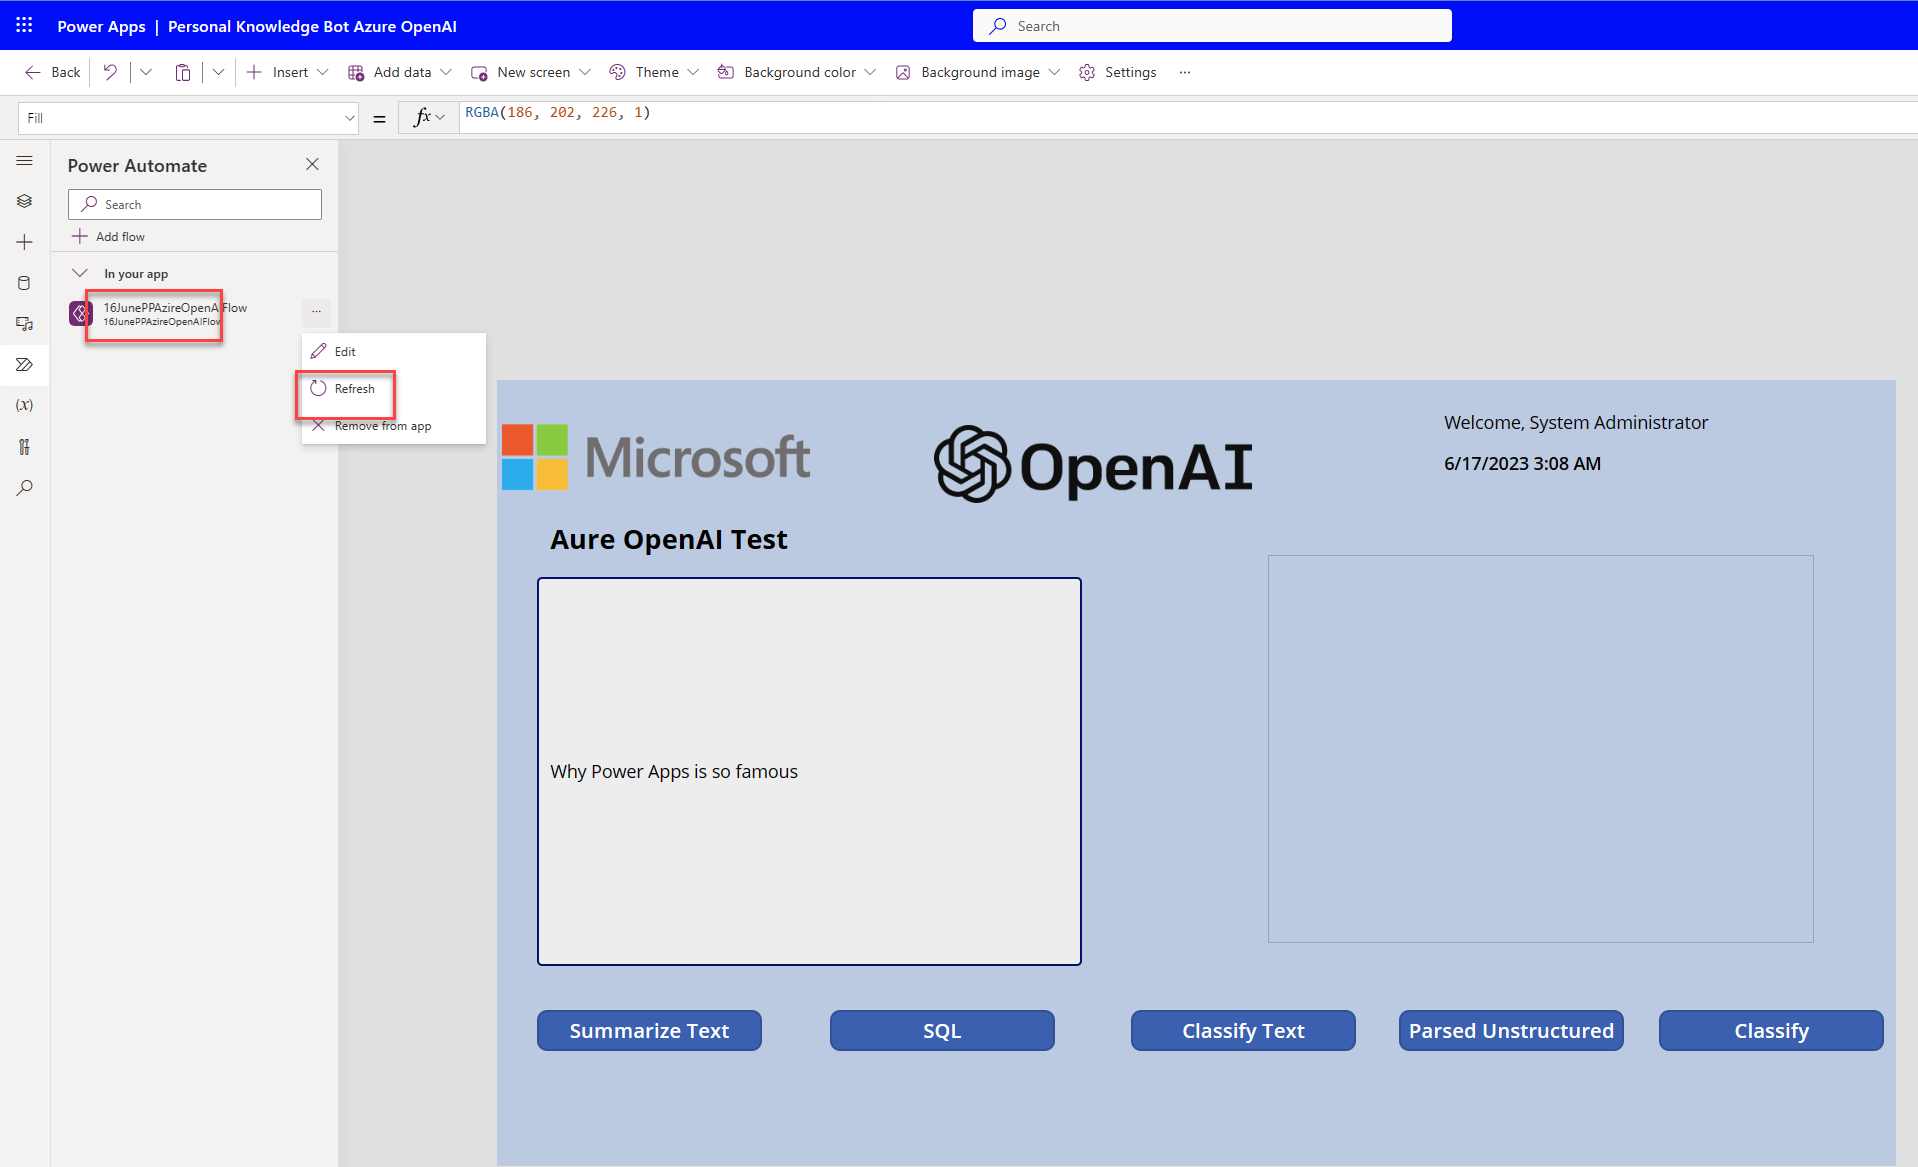 Power Apps | Personal Knowledge Bot Azure OpenAI
Search
Back
Insert
Add data
New screen
Theme
Background color
Background image
Settings
...
Fill
=
fx
RGBA(186, 202, 226, 1)
Power Automate
Search
Add flow
In your app
16JunePPAzireOpenAIFlow
16JunePPAzireOpenAIFlow
...
Edit
Refresh
Remove from app
(x)
Microsoft
OpenAI
Welcome, System Administrator
6/17/2023 3:08 AM
Aure OpenAI Test
Why Power Apps is so famous
Summarize Text
SQL
Classify Text
Parsed Unstructured
Classify